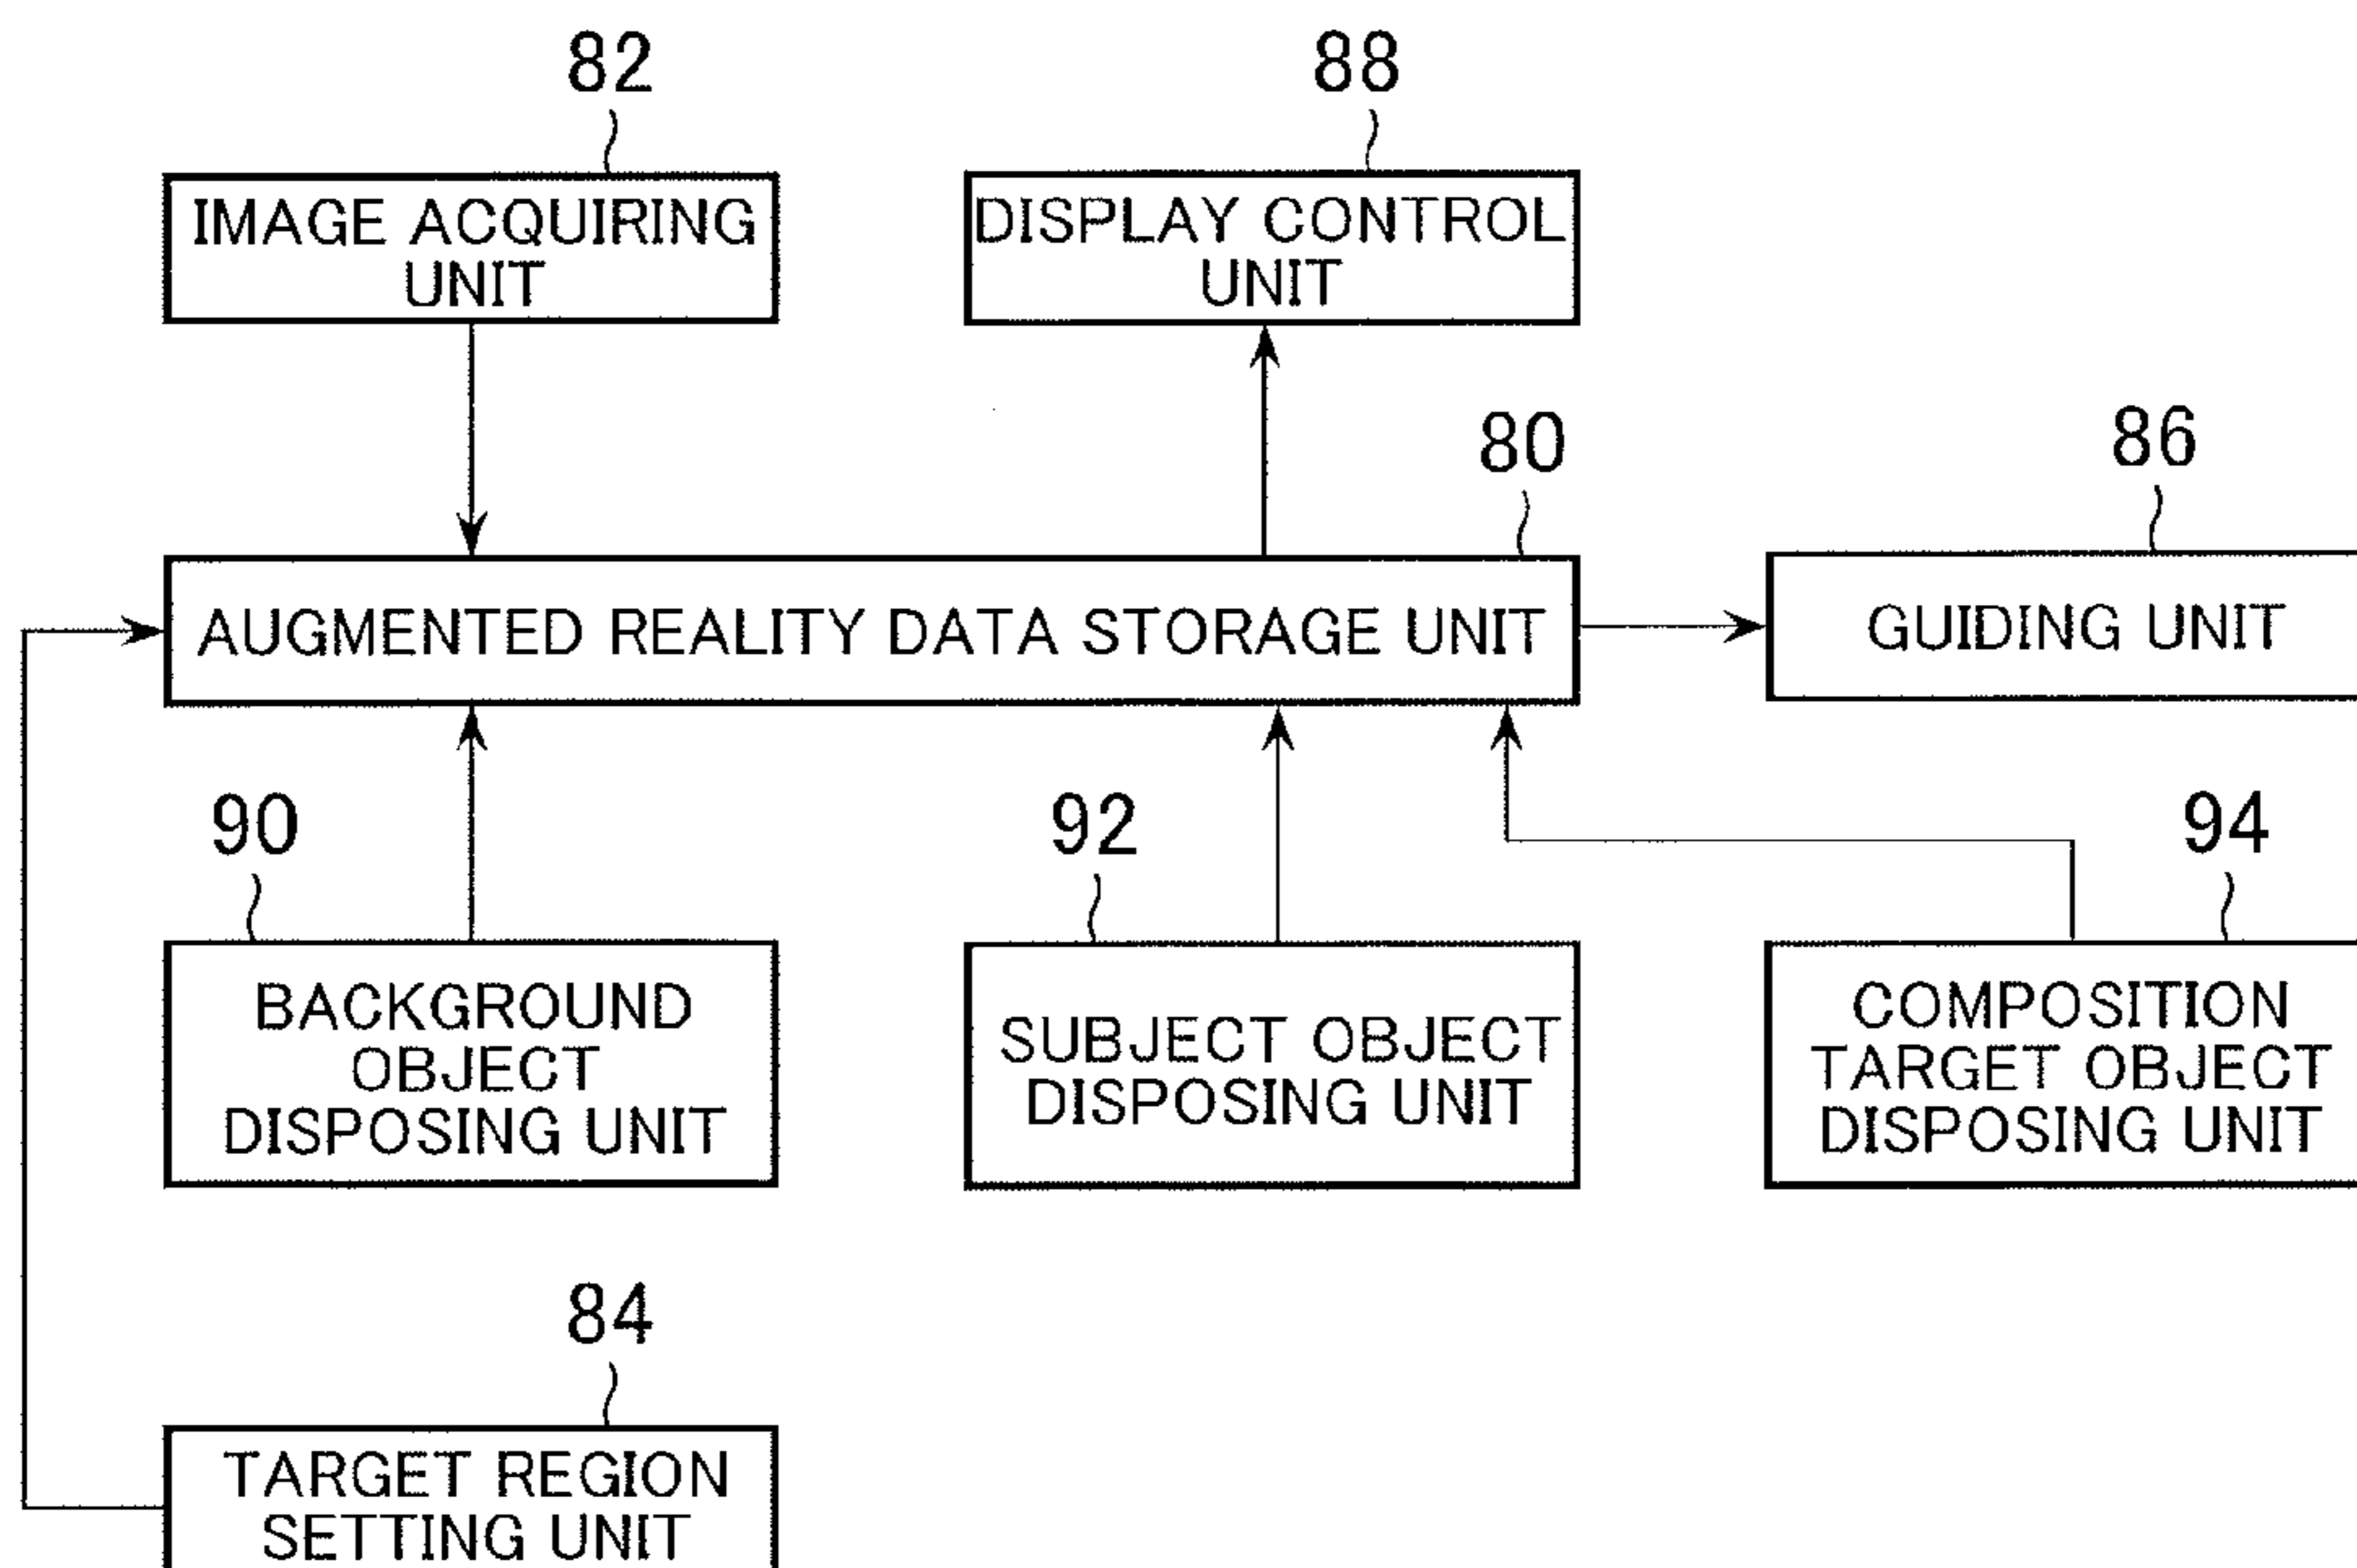 82
88
IMAGE ACQUIRING
UNIT
DISPLAY CONTROL
UNIT
80
86
AUGMENTED REALITY DATA STORAGE UNIT
GUIDING UNIT
90
92
94
BACKGROUND
OBJECT
DISPOSING UNIT
SUBJECT OBJECT
DISPOSING UNIT
COMPOSITION
TARGET OBJECT
DISPOSING UNIT
84
TARGET REGION
SETTING UNIT